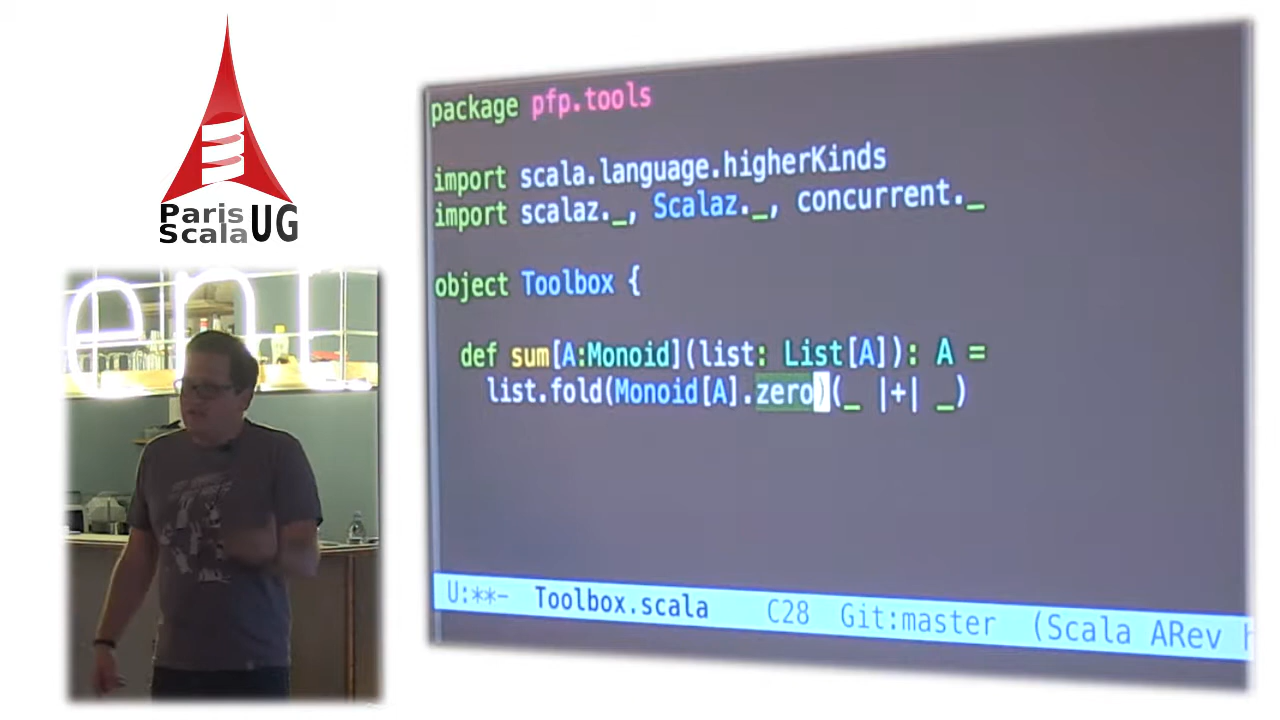 Paris
Scala UG
package pfp.tools
import scala.language.higherKinds
import scalaz._, Scalaz._, concurrent._
object Toolbox {
def sum[A:Monoid](list: List[A]): A =
list.fold(Monoid[A].zero)(_ |+| _)
U:**- Toolbox.scala C28 Git:master (Scala ARev
en